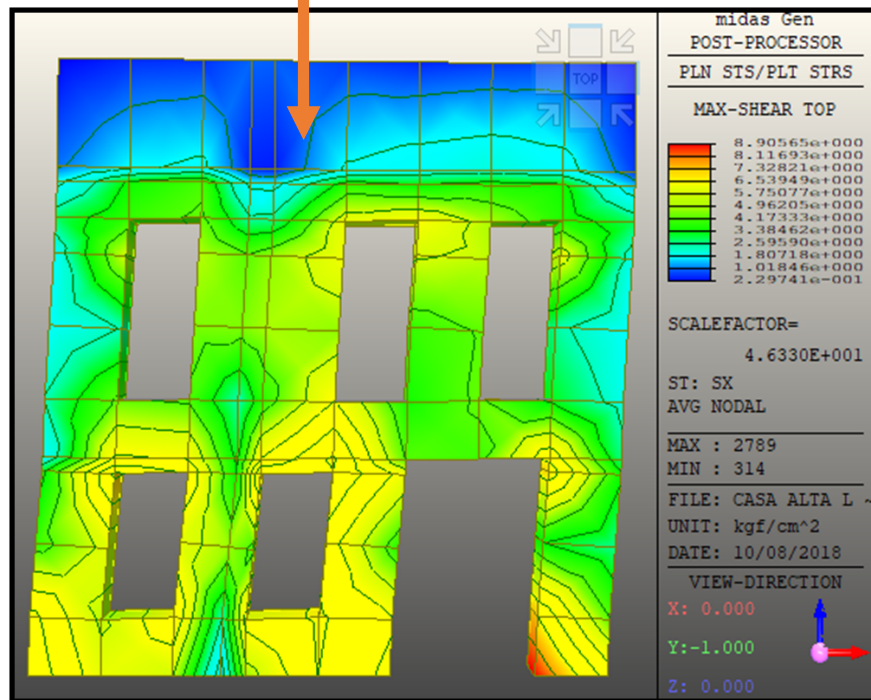 TOP
midas Gen
POST-PROCESSOR
PLN STS/PLT STRS
MAX-SHEAR TOP
8.90565e+000
8.11693e+000
7.32821e+000
6.53949e+000
5.75077e+000
4.96205e+000
4.17333e+000
3.38462e+000
2.59590e+000
1.80718e+000
1.01846e+000
2.29741e-001
SCALEFACTOR=
4.6330E+001
ST: SX
AVG NODAL
MAX : 2789
MIN : 314
FILE: CASA ALTA L ~
UNIT: kgf/cm^2
DATE: 10/08/2018
VIEW-DIRECTION
X: 0.000
Y:-1.000
Z: 0.000